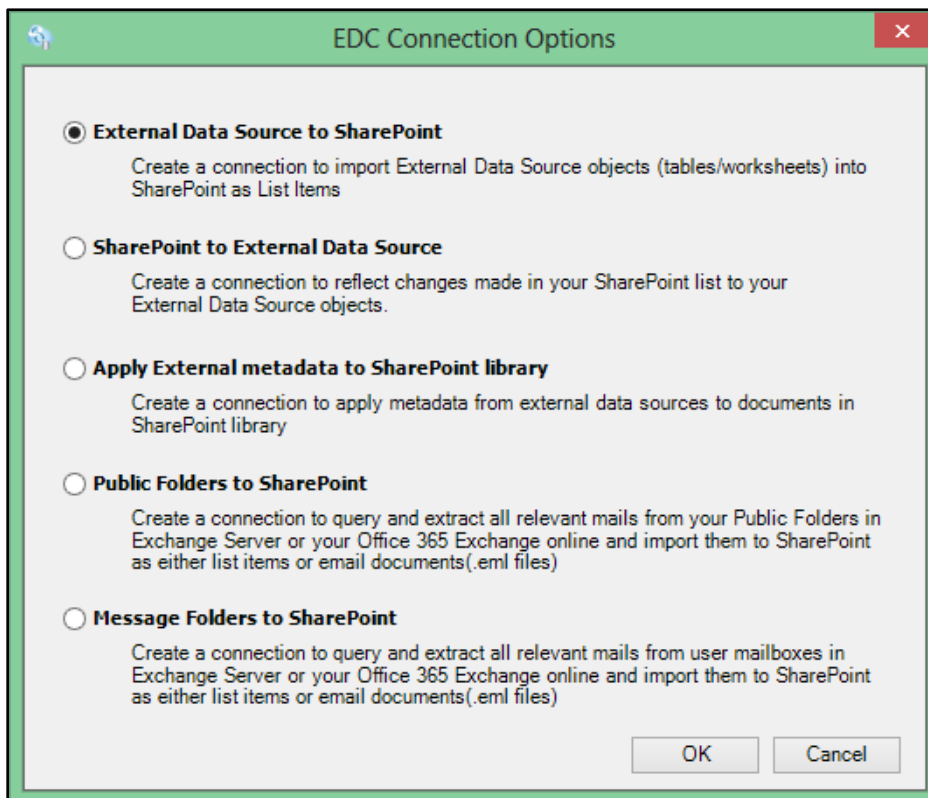 EDC Connection Options
External Data Source to SharePoint
Create a connection to import External Data Source objects (tables/worksheets) into
SharePoint as List Items
SharePoint to External Data Source
Create a connection to reflect changes made in your SharePoint list to your
External Data Source objects.
Apply External metadata to SharePoint library
Create a connection to apply metadata from external data sources to documents in
SharePoint library
Public Folders to SharePoint
Create a connection to query and extract all relevant mails from your Public Folders in
Exchange Server or your Office 365 Exchange online and import them to SharePoint
as either list items or email documents(.eml files)
Message Folders to SharePoint
Create a connection to query and extract all relevant mails from user mailboxes in
Exchange Server or your Office 365 Exchange online and import them to SharePoint
as either list items or email documents(.eml files)
OK Cancel